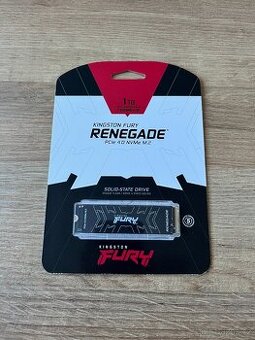 1TB
KINGSTON FURY
RENEGADE
PCIe 4.0 NVMe M.2
SOLID-STATE DRIVE
FURY
KINGSTON
FURY